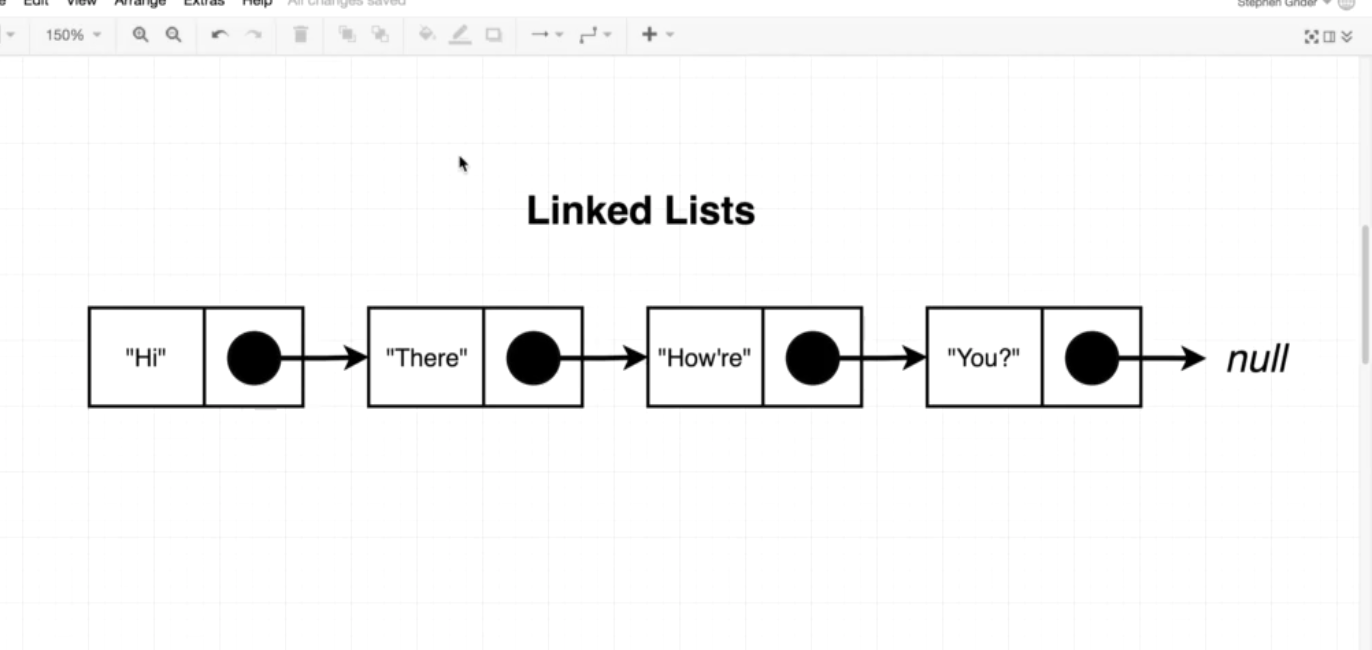 Edit View Arrange Extras Help All changes saved
Stephen Grider
150%
Linked Lists
"Hi" "There" "How're" "You?" null